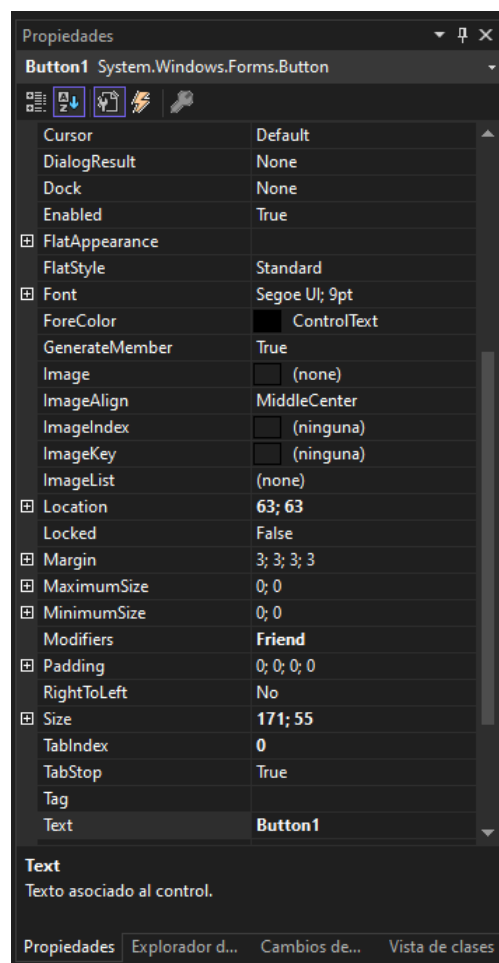 Propiedades
Button1 System.Windows.Forms.Button
Cursor Default
DialogResult None
Dock None
Enabled True
FlatAppearance
FlatStyle Standard
Font Segoe UI; 9pt
ForeColor ControlText
GenerateMember True
Image (none)
ImageAlign MiddleCenter
ImageIndex (ninguna)
ImageKey (ninguna)
ImageList (none)
Location 63; 63
Locked False
Margin 3; 3; 3; 3
MaximumSize 0; 0
MinimumSize 0; 0
Modifiers Friend
Padding 0; 0; 0; 0
RightToLeft No
Size 171; 55
TabIndex 0
TabStop True
Tag
Text Button1
Text
Texto asociado al control.
Propiedades Explorador d... Cambios de... Vista de clases